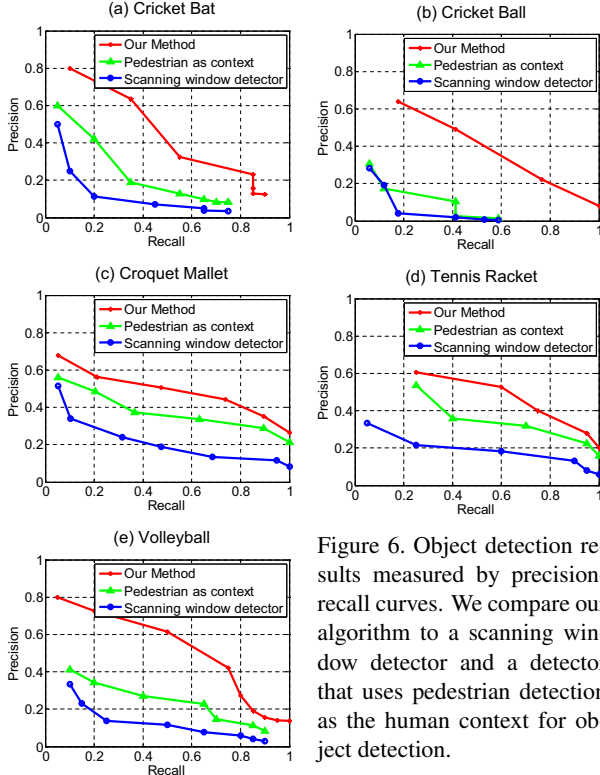 (a) Cricket Bat
1
0.8
0.6
0.4
0.2
0
Precision
Our Method
Pedestrian as context
Scanning window detector
0 0.2 0.4 0.6 0.8 1
Recall
(b) Cricket Ball
1
0.8
0.6
0.4
0.2
0
Precision
Our Method
Pedestrian as context
Scanning window detector
0 0.2 0.4 0.6 0.8 1
Recall
(c) Croquet Mallet
1
0.8
0.6
0.4
0.2
0
Precision
Our Method
Pedestrian as context
Scanning window detector
0 0.2 0.4 0.6 0.8 1
Recall
(d) Tennis Racket
1
0.8
0.6
0.4
0.2
0
Precision
Our Method
Pedestrian as context
Scanning window detector
0 0.2 0.4 0.6 0.8 1
Recall
(e) Volleyball
1
0.8
0.6
0.4
0.2
0
Precision
Our Method
Pedestrian as context
Scanning window detector
0 0.2 0.4 0.6 0.8 1
Recall
Figure 6. Object detection re
sults measured by precision
recall curves. We compare our
algorithm to a scanning win
dow detector and a detector
that uses pedestrian detection
as the human context for ob
ject detection.